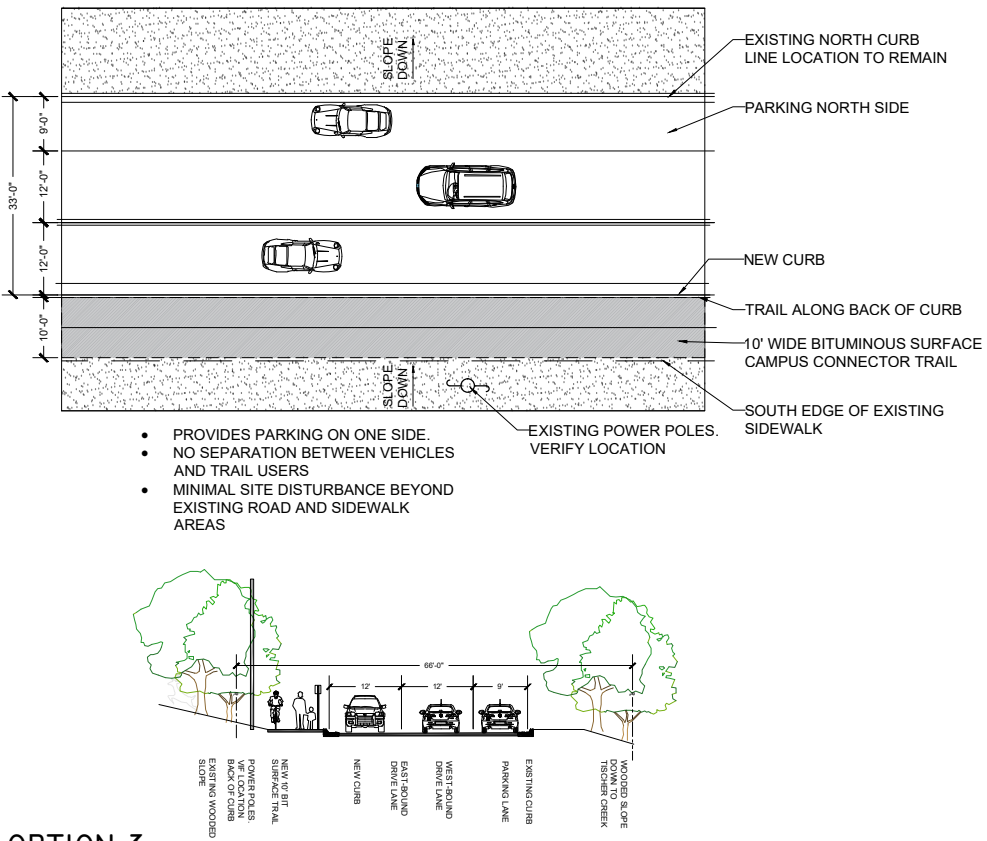 SLOPE
DOWN
EXISTING NORTH CURB
LINE LOCATION TO REMAIN
PARKING NORTH SIDE
33'-0"
9'-0"
12'-0"
12'-0"
10'-0"
NEW CURB
TRAIL ALONG BACK OF CURB
10' WIDE BITUMINOUS SURFACE
CAMPUS CONNECTOR TRAIL
SLOPE
DOWN
SOUTH EDGE OF EXISTING
SIDEWALK
EXISTING POWER POLES.
VERIFY LOCATION
• PROVIDES PARKING ON ONE SIDE.
• NO SEPARATION BETWEEN VEHICLES
AND TRAIL USERS
• MINIMAL SITE DISTURBANCE BEYOND
EXISTING ROAD AND SIDEWALK
AREAS
66'-0"
12'
12'
9'
EXISTING WOODED
SLOPE
POWER POLES.
VIF LOCATION
BACK OF CURB
NEW 10' BIT
SURFACE TRAIL
NEW CURB
EAST-BOUND
DRIVE LANE
WEST-BOUND
DRIVE LANE
PARKING LANE
EXISTING CURB
WOODED SLOPE
DOWN TO
TISCHER CREEK
OPTION 3